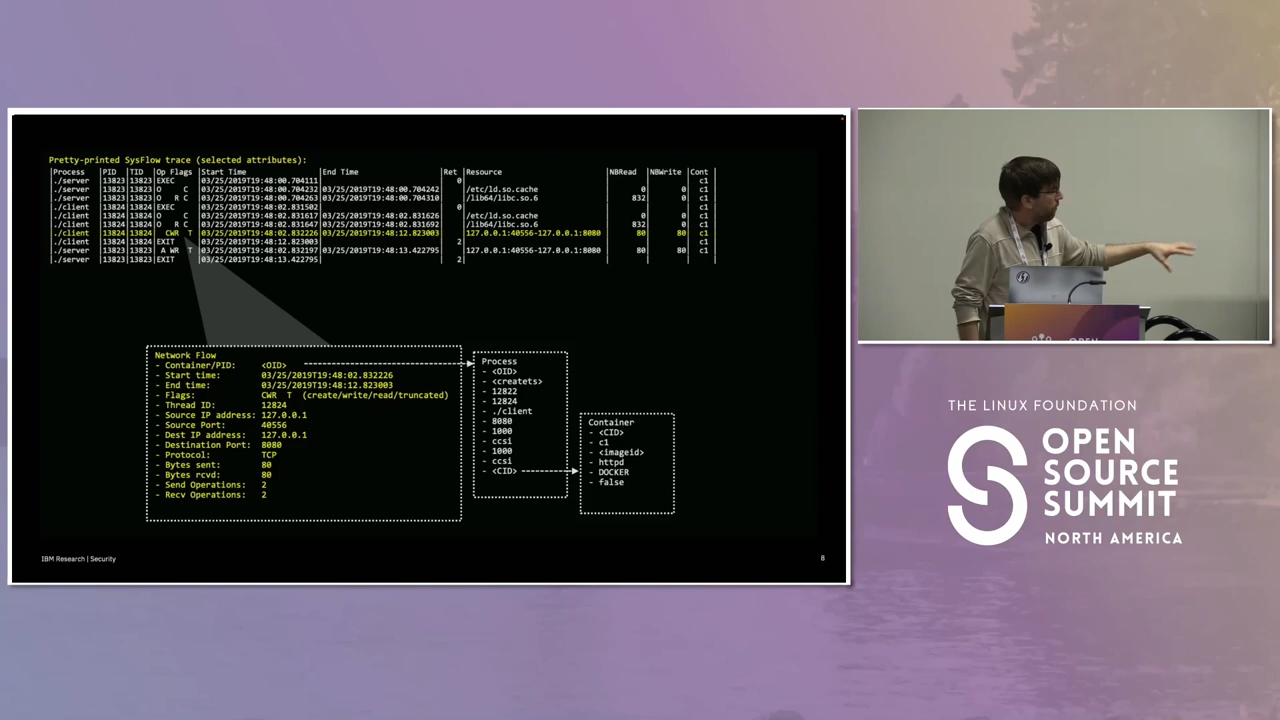 Pretty-printed SysFlow trace (selected attributes):
|Process |PID |TID |Op Flags |Start Time |End Time |Ret |Resource |NBRead |NBWrite |Cont |
|./server |13823|13823|EXEC |03/25/2019T19:48:00.704111| | 0| | | | c1 |
|./server |13823|13823|O C |03/25/2019T19:48:00.704232|03/25/2019T19:48:00.704242| |/etc/ld.so.cache | 0| 0| c1 |
|./server |13823|13823|O R C |03/25/2019T19:48:00.704263|03/25/2019T19:48:00.704310| |/lib64/libc.so.6 | 832| 0| c1 |
|./client |13824|13824|EXEC |03/25/2019T19:48:02.831502| | 0| | | | c1 |
|./client |13824|13824|O C |03/25/2019T19:48:02.831617|03/25/2019T19:48:02.831626| |/etc/ld.so.cache | 0| 0| c1 |
|./client |13824|13824|O R C |03/25/2019T19:48:02.831647|03/25/2019T19:48:02.831692| |/lib64/libc.so.6 | 832| 0| c1 |
|./client |13824|13824| CWR T |03/25/2019T19:48:02.832226|03/25/2019T19:48:12.823003| |127.0.0.1:40556-127.0.0.1:8080 | 80| 80| c1 |
|./client |13824|13824|EXIT |03/25/2019T19:48:12.823003| | 2| | | | c1 |
|./server |13823|13823| A WR T |03/25/2019T19:48:02.832197|03/25/2019T19:48:13.422795| |127.0.0.1:40556-127.0.0.1:8080 | 80| 80| c1 |
|./server |13823|13823|EXIT |03/25/2019T19:48:13.422795| | 2| | | | c1 |
Network Flow
- Container/PID: <OID>
- Start time: 03/25/2019T19:48:02.832226
- End time: 03/25/2019T19:48:12.823003
- Flags: CWR T (create/write/read/truncated)
- Thread ID: 12824
- Source IP address: 127.0.0.1
- Source Port: 40556
- Dest IP address: 127.0.0.1
- Destination Port: 8080
- Protocol: TCP
- Bytes sent: 80
- Bytes rcvd: 80
- Send Operations: 2
- Recv Operations: 2
Process
- <OID>
- <createts>
- 12822
- 12824
- ./client
- 8080
- 1000
- ccsi
- 1000
- ccsi
- <CID>
Container
- <CID>
- c1
- <imageid>
- httpd
- DOCKER
- false
IBM Research | Security
8
OPEN
THE LINUX FOUNDATION
OPEN
SOURCE
SUMMIT
NORTH AMERICA